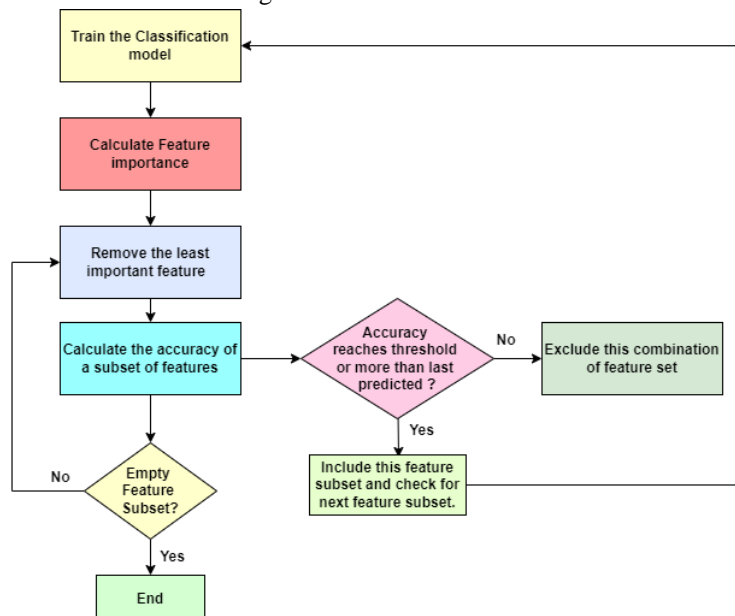 Train the Classification
model
Calculate Feature
importance
Remove the least
important feature
Calculate the accuracy of
a subset of features
Accuracy
reaches threshold
or more than last
predicted ?
No
Exclude this combination
of feature set
Yes
Include this feature
subset and check for
next feature subset.
No
Empty
Feature
Subset?
Yes
End